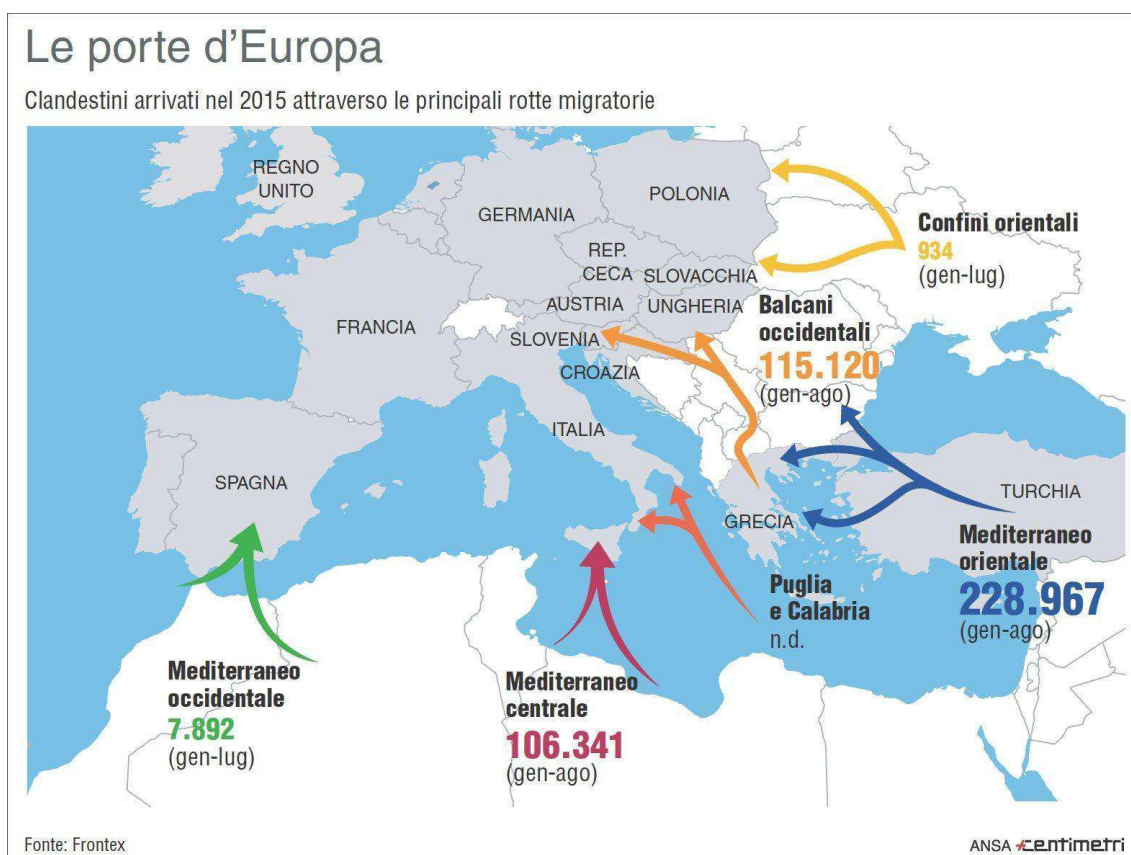 Le porte d'Europa
Clandestini arrivati nel 2015 attraverso le principali rotte migratorie
REGNO
UNITO
POLONIA
GERMANIA
Confini orientali
934
(gen-lug)
REP.
CECA
SLOVACCHIA
AUSTRIA
UNGHERIA
FRANCIA
SLOVENIA
Balcani
occidentali
115.120
(gen-ago)
CROAZIA
ITALIA
SPAGNA
TURCHIA
GRECIA
Mediterraneo
orientale
228.967
(gen-ago)
Puglia
e Calabria
n.d.
Mediterraneo
occidentale
7.892
(gen-lug)
Mediterraneo
centrale
106.341
(gen-ago)
Fonte: Frontex
ANSA centimetri